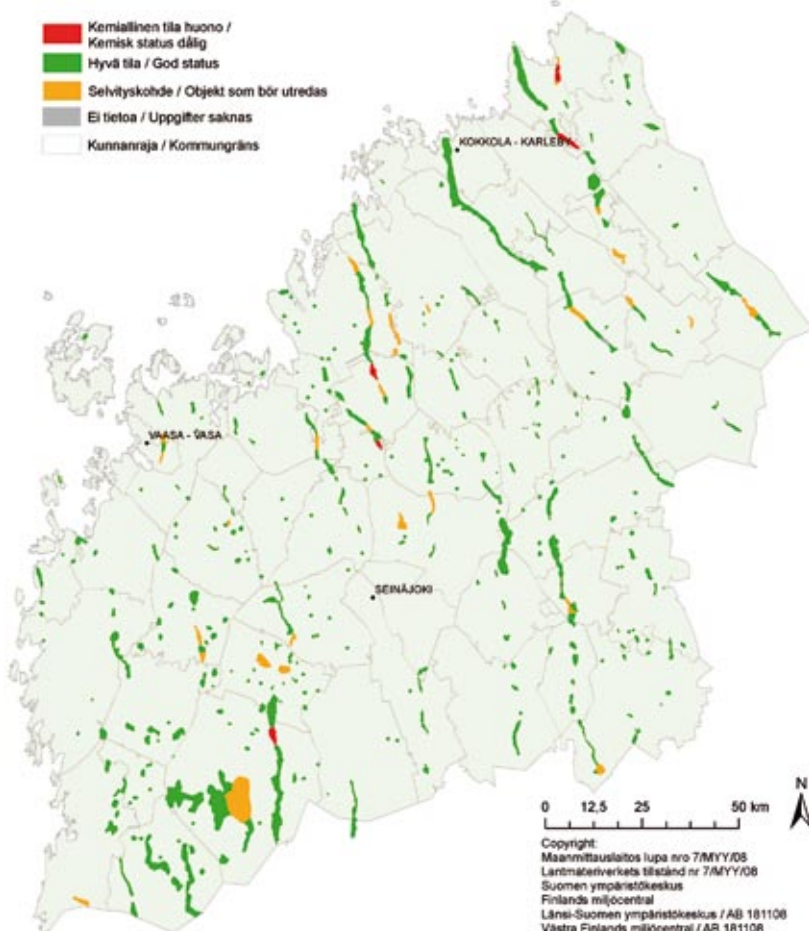 Kemiallinen tila huono /
Kemisk status dålig
Hyvä tila / God status
Selvityskohde / Objekt som bör utredas
Ei tietoa / Uppgifter saknas
Kunnanraja / Kommungräns
KOKKOLA - KARLEBY
VAASA - VASA
SEINÄJOKI
N
0 12,5 25 50 km
Copyright:
Maanmittauslaitos lupa nro 7/MYY/08
Lantmäteriverkets tillstånd nr 7/MYY/08
Suomen ympäristökeskus
Finlands miljöcentral
Länsi-Suomen ympäristökeskus / AB 181108
Västra Finlands miljöcentral / AB 181108